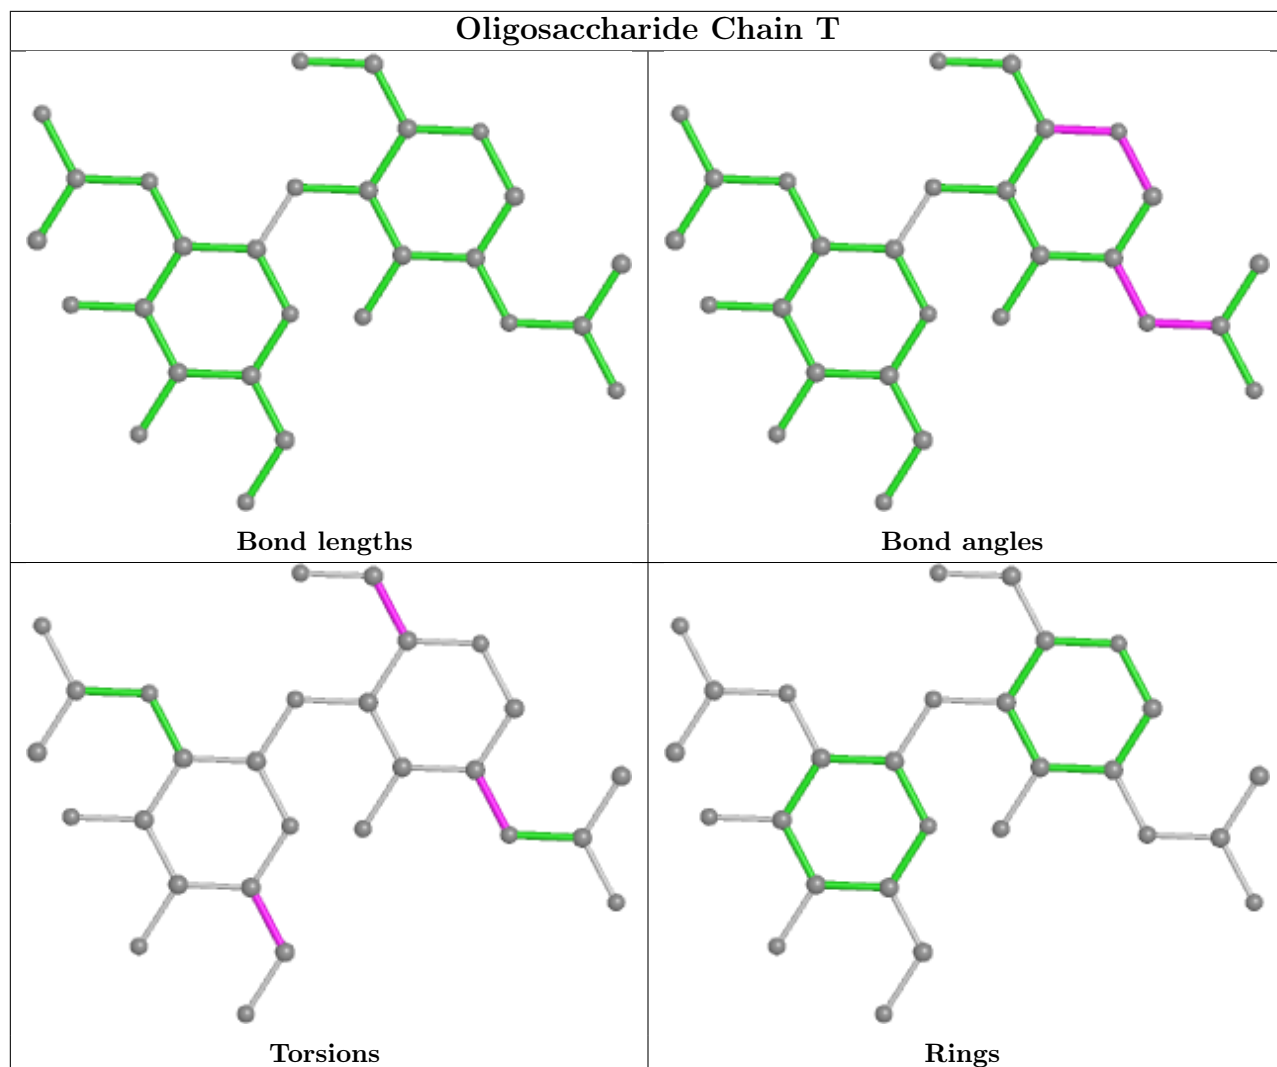 Oligosaccharide Chain T
Bond lengths
Bond angles
Torsions
Rings